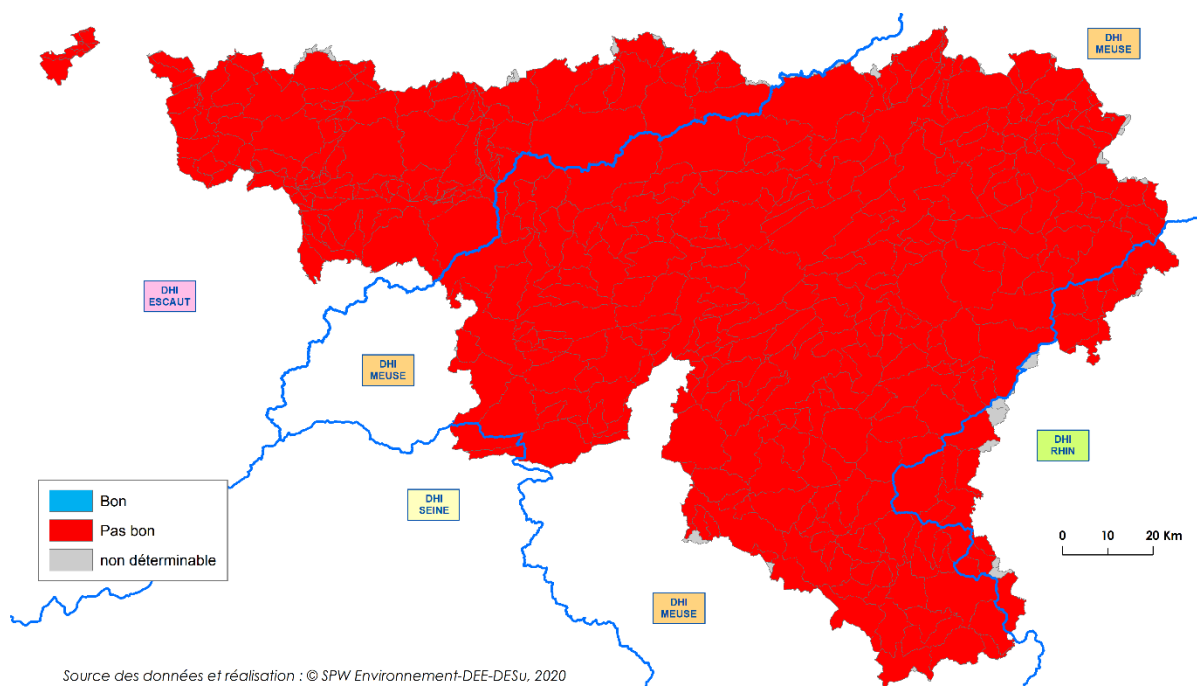 DHI
MEUSE
DHI
ESCAUT
DHI
MEUSE
DHI
RHIN
DHI
SEINE
Bon
Pas bon
non déterminable
0 10 20 Km
DHI
MEUSE
Source des données et réalisation : © SPW Environnement-DEE-DESu, 2020